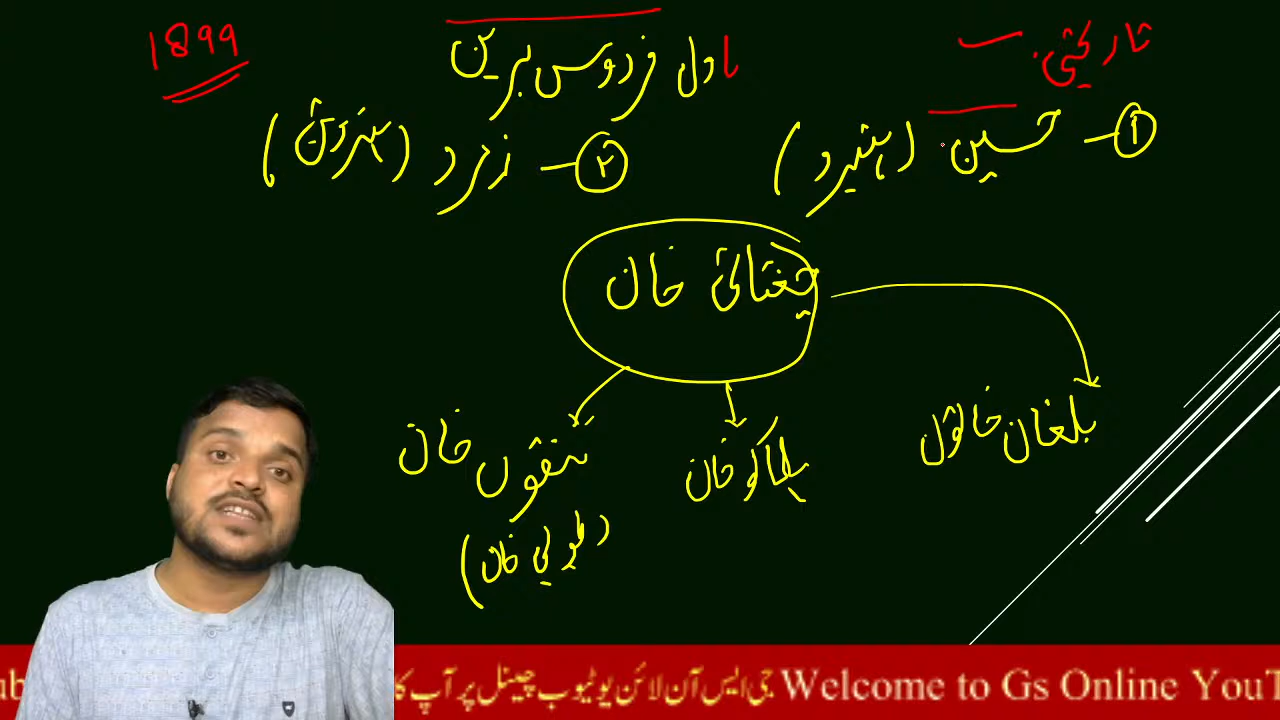 تاریخی ناول فردوس بریں 1899
۱- حسین (ہیرو)
۲- زمرد (ہیروئن)
چغتائی خان
بلغان خاتون
ہلاکو خان
منقوں خان
(طولی خان)
جی ایس آن لائن یوٹیوب چینل پر آپ کا Welcome to Gs Online YouT